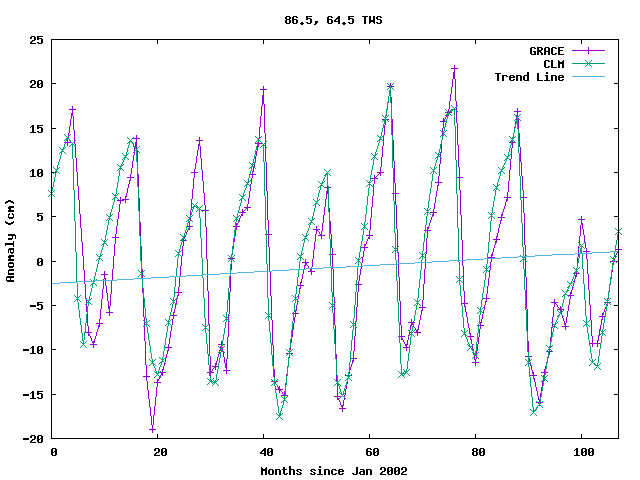 86.5, 64.5 TWS
GRACE
CLM
Trend Line
25
20
15
10
5
0
-5
-10
-15
-20
Anomaly (cm)
0 20 40 60 80 100
Months since Jan 2002